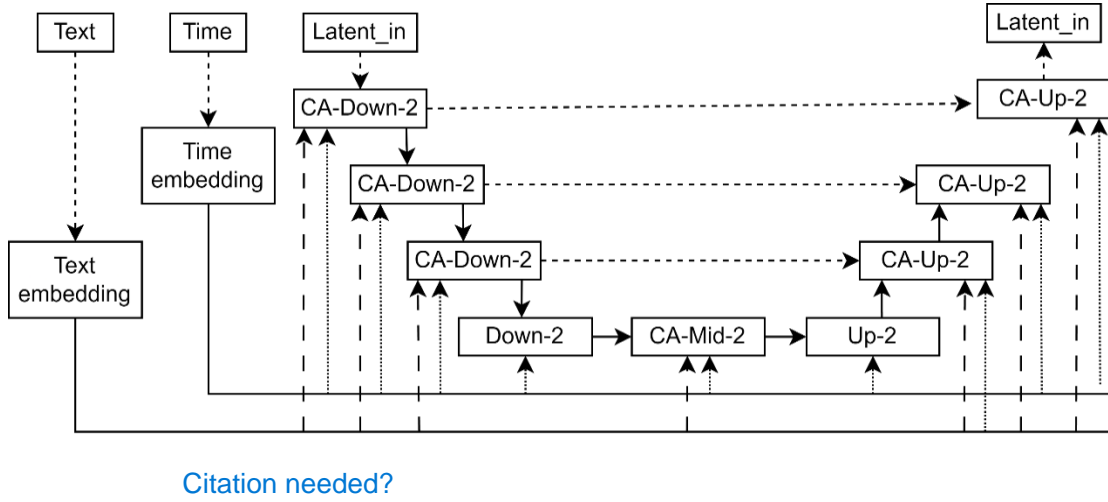 Text
Time
Latent_in
Latent_in
CA-Down-2
CA-Up-2
Time
embedding
CA-Down-2
CA-Up-2
Text
embedding
CA-Down-2
CA-Up-2
Down-2
CA-Mid-2
Up-2
Citation needed?